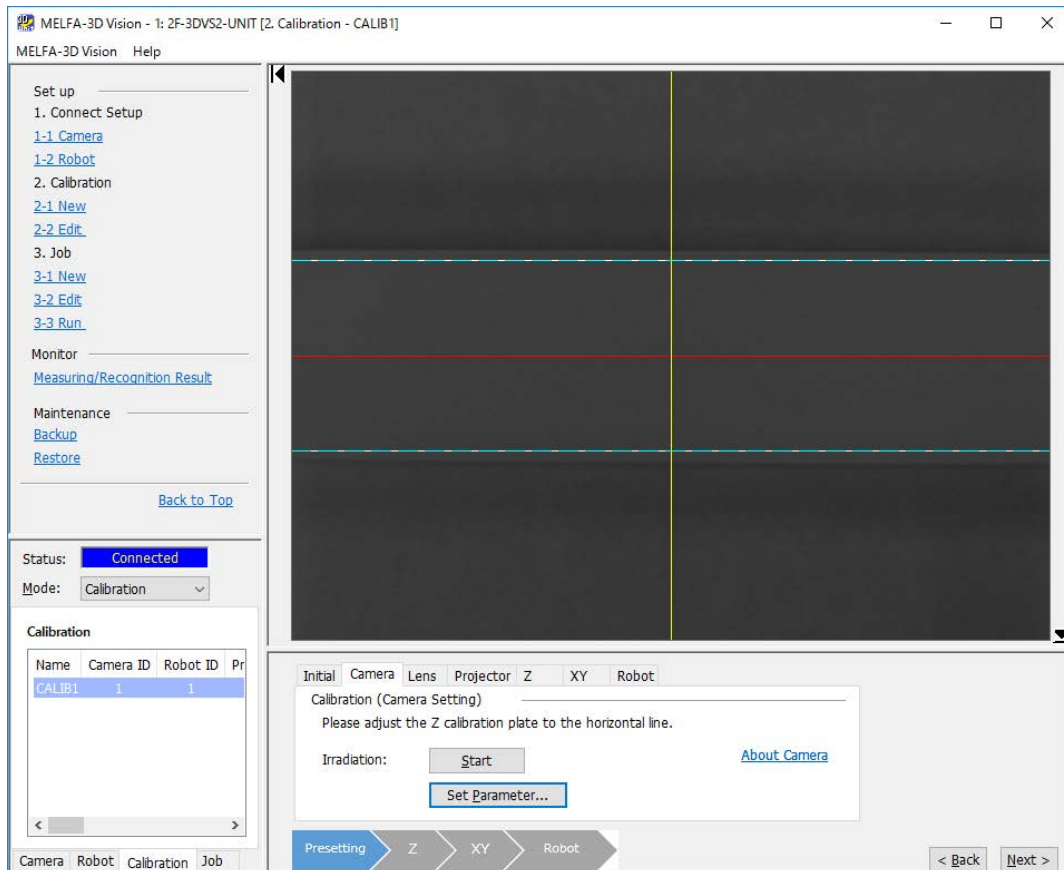 MELFA-3D Vision - 1: 2F-3DVS2-UNIT [2. Calibration - CALIB1]
MELFA-3D Vision Help
Set up
1. Connect Setup
1-1 Camera
1-2 Robot
2. Calibration
2-1 New
2-2 Edit
3. Job
3-1 New
3-2 Edit
3-3 Run
Monitor
Measuring/Recognition Result
Maintenance
Backup
Restore
Back to Top
Status: Connected
Mode: Calibration
Calibration
Name Camera ID Robot ID Pr
CALIB1 1 1
Camera Robot Calibration Job
Initial Camera Lens Projector Z XY Robot
Calibration (Camera Setting)
Please adjust the Z calibration plate to the horizontal line.
Irradiation: Start
About Camera
Set Parameter...
Presetting Z XY Robot
< Back Next >